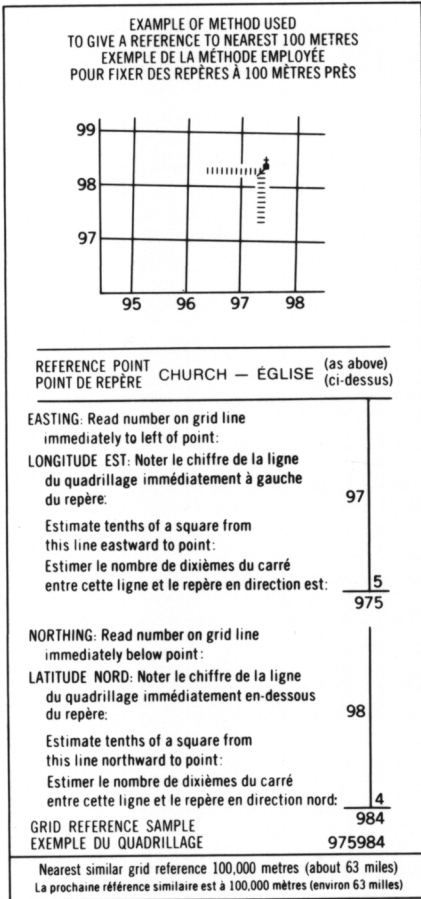 EXAMPLE OF METHOD USED
TO GIVE A REFERENCE TO NEAREST 100 METRES
EXEMPLE DE LA MÉTHODE EMPLOYÉE
POUR FIXER DES REPÈRES À 100 MÈTRES PRÈS
99
98
97
95 96 97 98
REFERENCE POINT
POINT DE REPÈRE
CHURCH — ÉGLISE
(as above)
(ci-dessus)
EASTING: Read number on grid line
immediately to left of point:
LONGITUDE EST: Noter le chiffre de la ligne
du quadrillage immédiatement à gauche
du repère: 97
Estimate tenths of a square from
this line eastward to point:
Estimer le nombre de dixièmes du carré
entre cette ligne et le repère en direction est: 5
975
NORTHING: Read number on grid line
immediately below point:
LATITUDE NORD: Noter le chiffre de la ligne
du quadrillage immédiatement en-dessous
du repère: 98
Estimate tenths of a square from
this line northward to point:
Estimer le nombre de dixièmes du carré
entre cette ligne et le repère en direction nord: 4
984
GRID REFERENCE SAMPLE
EXEMPLE DU QUADRILLAGE 975984
Nearest similar grid reference 100,000 metres (about 63 miles)
La prochaine référence similaire est à 100,000 mètres (environ 63 milles)